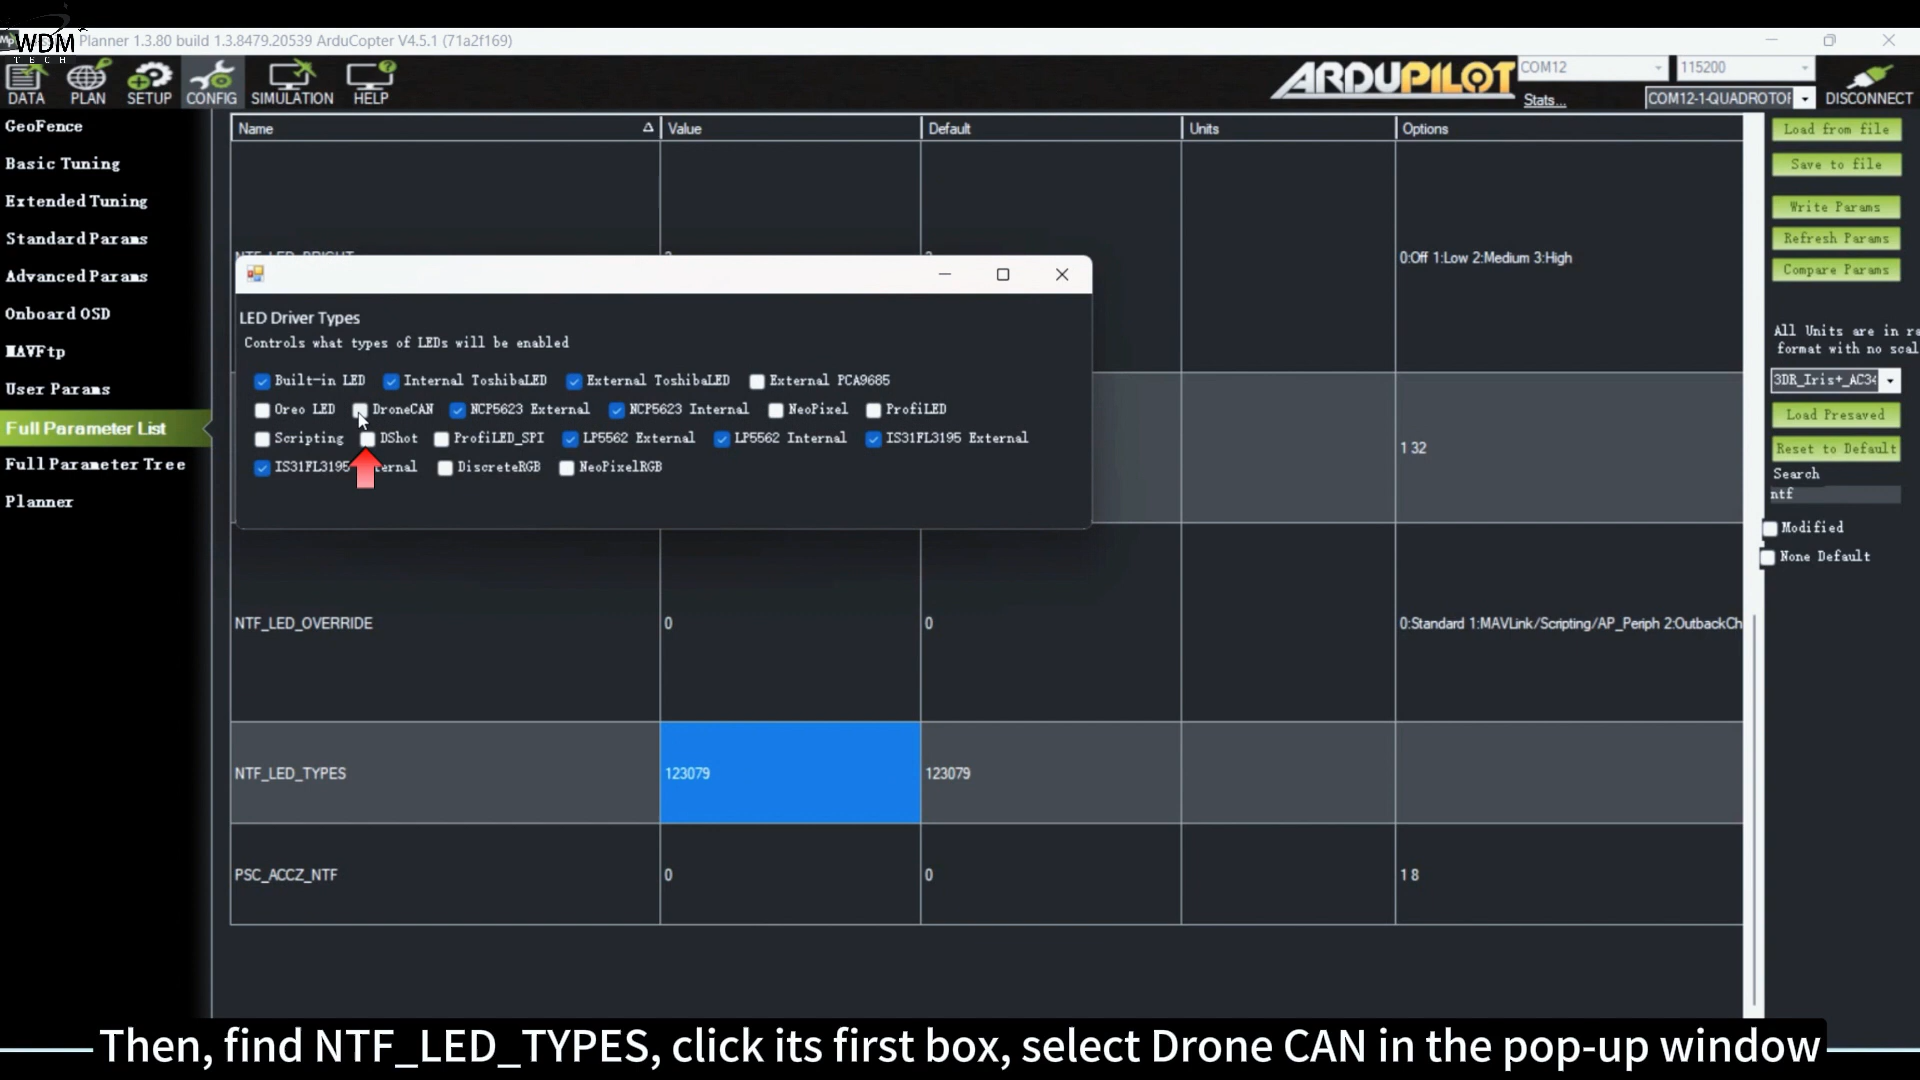 WDM
TECH
Planner 1.3.80 build 1.3.8479.20539 ArduCopter V4.5.1 (71a2f169)
DATA PLAN SETUP CONFIG SIMULATION HELP
ARDUPILOT
COM12 115200
Stats... COM12-1-QUADROTOR DISCONNECT
GeoFence
Basic Tuning
Extended Tuning
Standard Params
Advanced Params
Onboard OSD
MAVFtp
User Params
Full Parameter List
Full Parameter Tree
Planner
Name Value Default Units Options
NTF_LED_BRIGHT 3 3 0:Off 1:Low 2:Medium 3:High
LED Driver Types
Controls what types of LEDs will be enabled
Built-in LED Internal ToshibaLED External ToshibaLED External PCA9685
Oreo LED DroneCAN NCP5623 External NCP5623 Internal NeoPixel ProfiLED
Scripting DShot ProfiLED_SPI LP5562 External LP5562 Internal IS31FL3195 External
IS31FL3195 ernal DiscreteRGB NeoPixelRGB
1 32
NTF_LED_OVERRIDE 0 0 0:Standard 1:MAVLink/Scripting/AP_Periph 2:OutbackCh
NTF_LED_TYPES 123079 123079
PSC_ACCZ_NTF 0 0 1 8
Load from file
Save to file
Write Params
Refresh Params
Compare Params
All Units are in ra
format with no scal
3DR_Iris+_AC34
Load Presaved
Reset to Default
Search
ntf
Modified
None Default
Then, find NTF_LED_TYPES, click its first box, select Drone CAN in the pop-up window